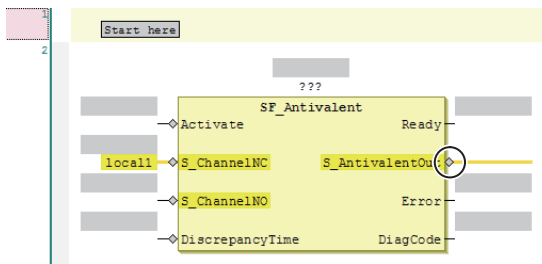 1
Start here
2
???
SF_Antivalent
Activate Ready
local1 S_ChannelNC S_AntivalentOut
S_ChannelNO Error
DiscrepancyTime DiagCode